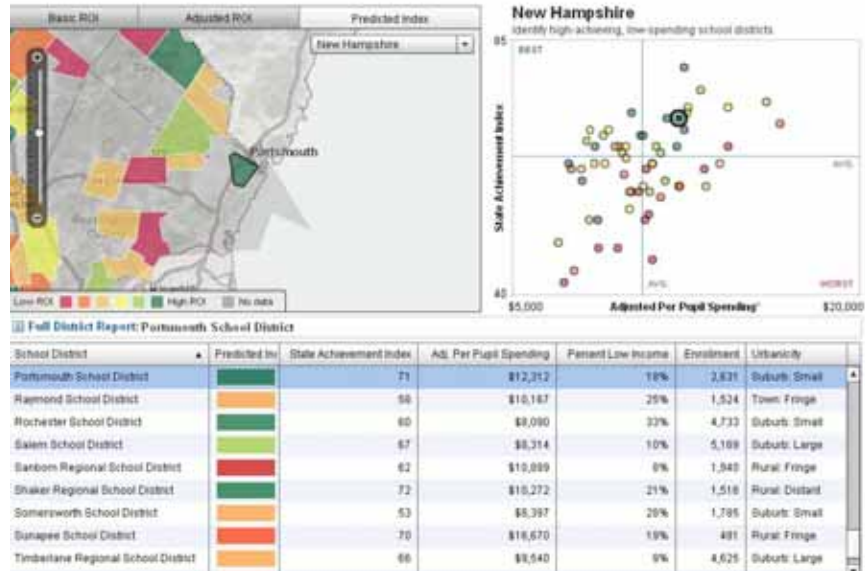 Basic ROI
Adjusted ROI
Predicted Index
New Hampshire
Portsmouth
Low ROI
High ROI
No data
New Hampshire
Identify high-achieving, low-spending school districts
85
BEST
State Achievement Index
AVG.
AVG.
WORST
40
$5,000
Adjusted Per Pupil Spending
$20,000
Full District Report: Portsmouth School District
School District Predicted In State Achievement Index Adj. Per Pupil Spending Percent Low Income Enrollment Urbanicity
Portsmouth School District 71 $12,312 18% 2,631 Suburb: Small
Raymond School District 58 $10,187 25% 1,524 Town: Fringe
Rochester School District 60 $8,090 33% 4,733 Suburb: Small
Salem School District 67 $8,314 10% 5,169 Suburb: Large
Sanborn Regional School District 62 8% 1,940 Rural: Fringe
Shaker Regional School District 72 $10,272 21% 1,516 Rural: Distant
Somersworth School District 53 $8,397 28% 1,785 Suburb: Small
Sunapee School District 70 $16,670 19% 491 Rural: Fringe
Timberlane Regional School District 66 $9,540 9% 4,625 Suburb: Large